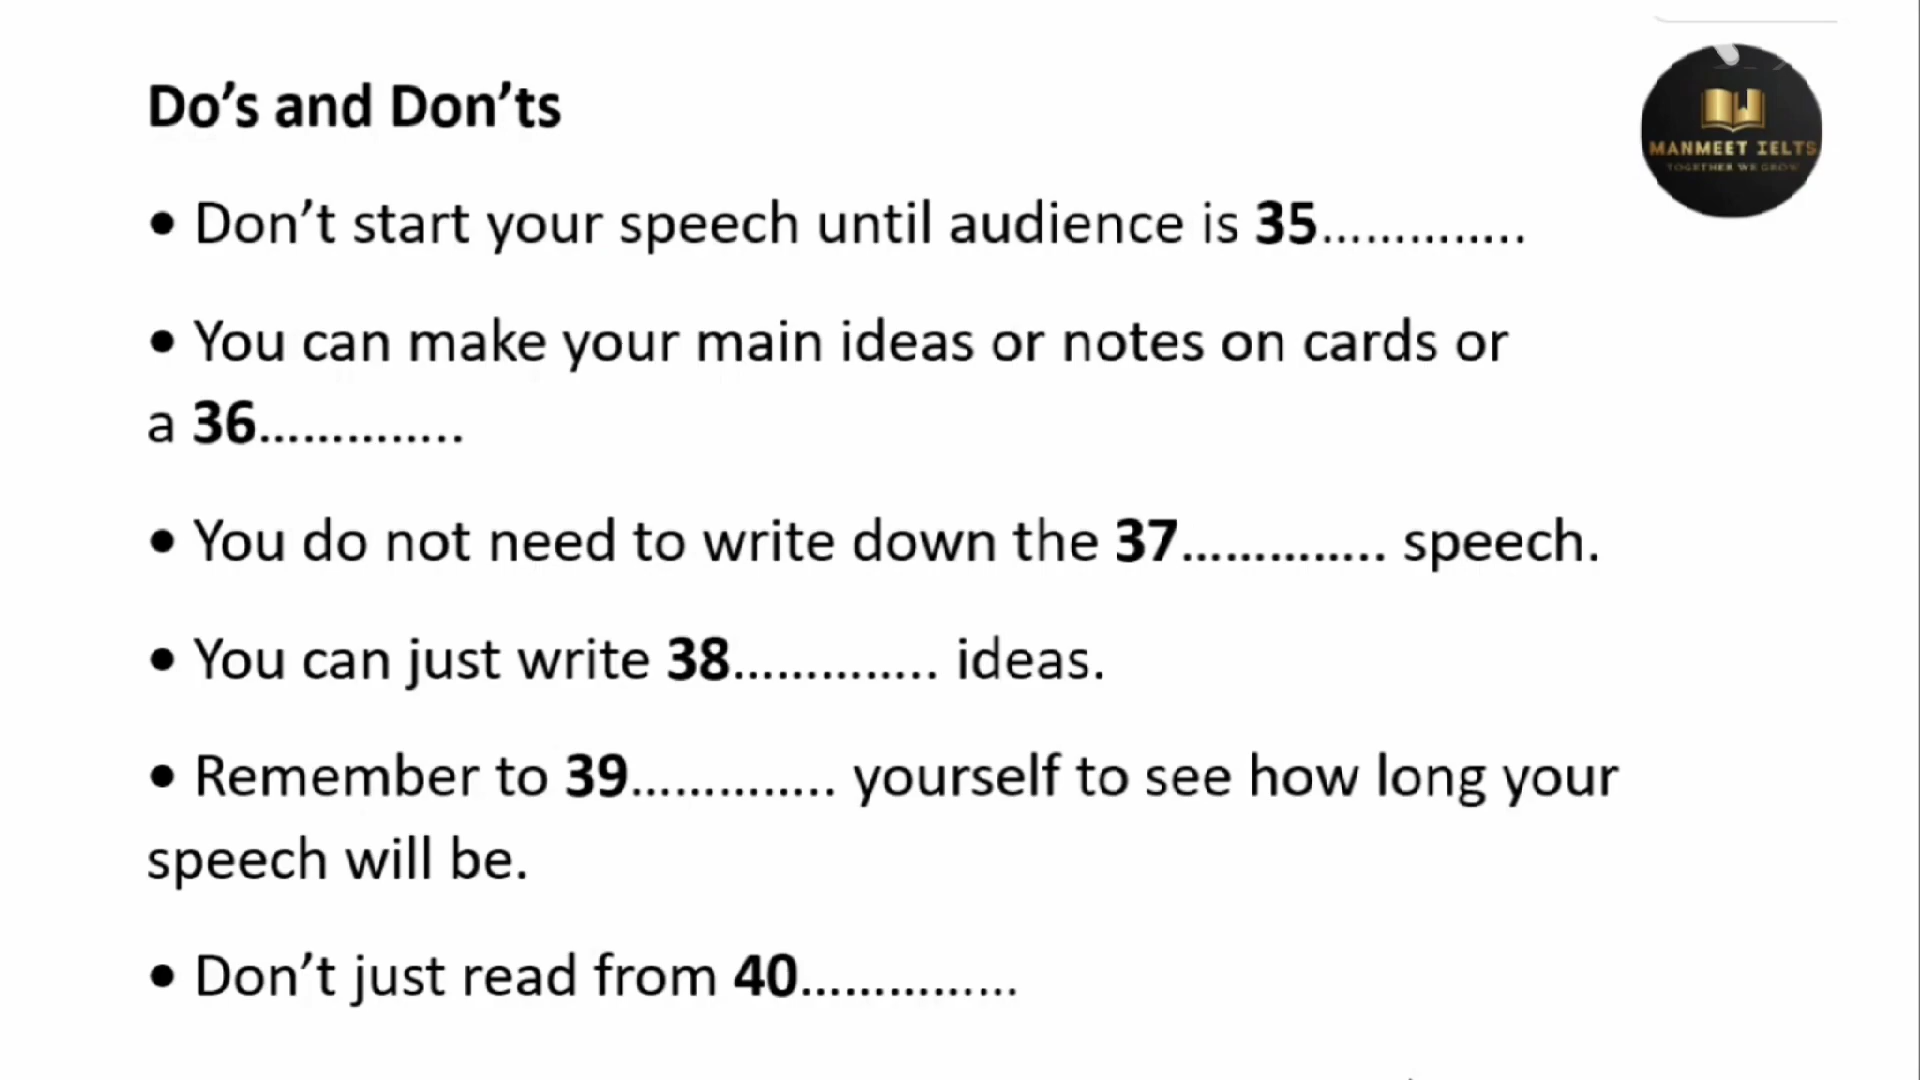 Do’s and Don’ts
MANMEET IELTS
TOGETHER WE GROW
• Don’t start your speech until audience is 35…………..
• You can make your main ideas or notes on cards or
a 36…………..
• You do not need to write down the 37………….. speech.
• You can just write 38………….. ideas.
• Remember to 39………….. yourself to see how long your
speech will be.
• Don’t just read from 40……………